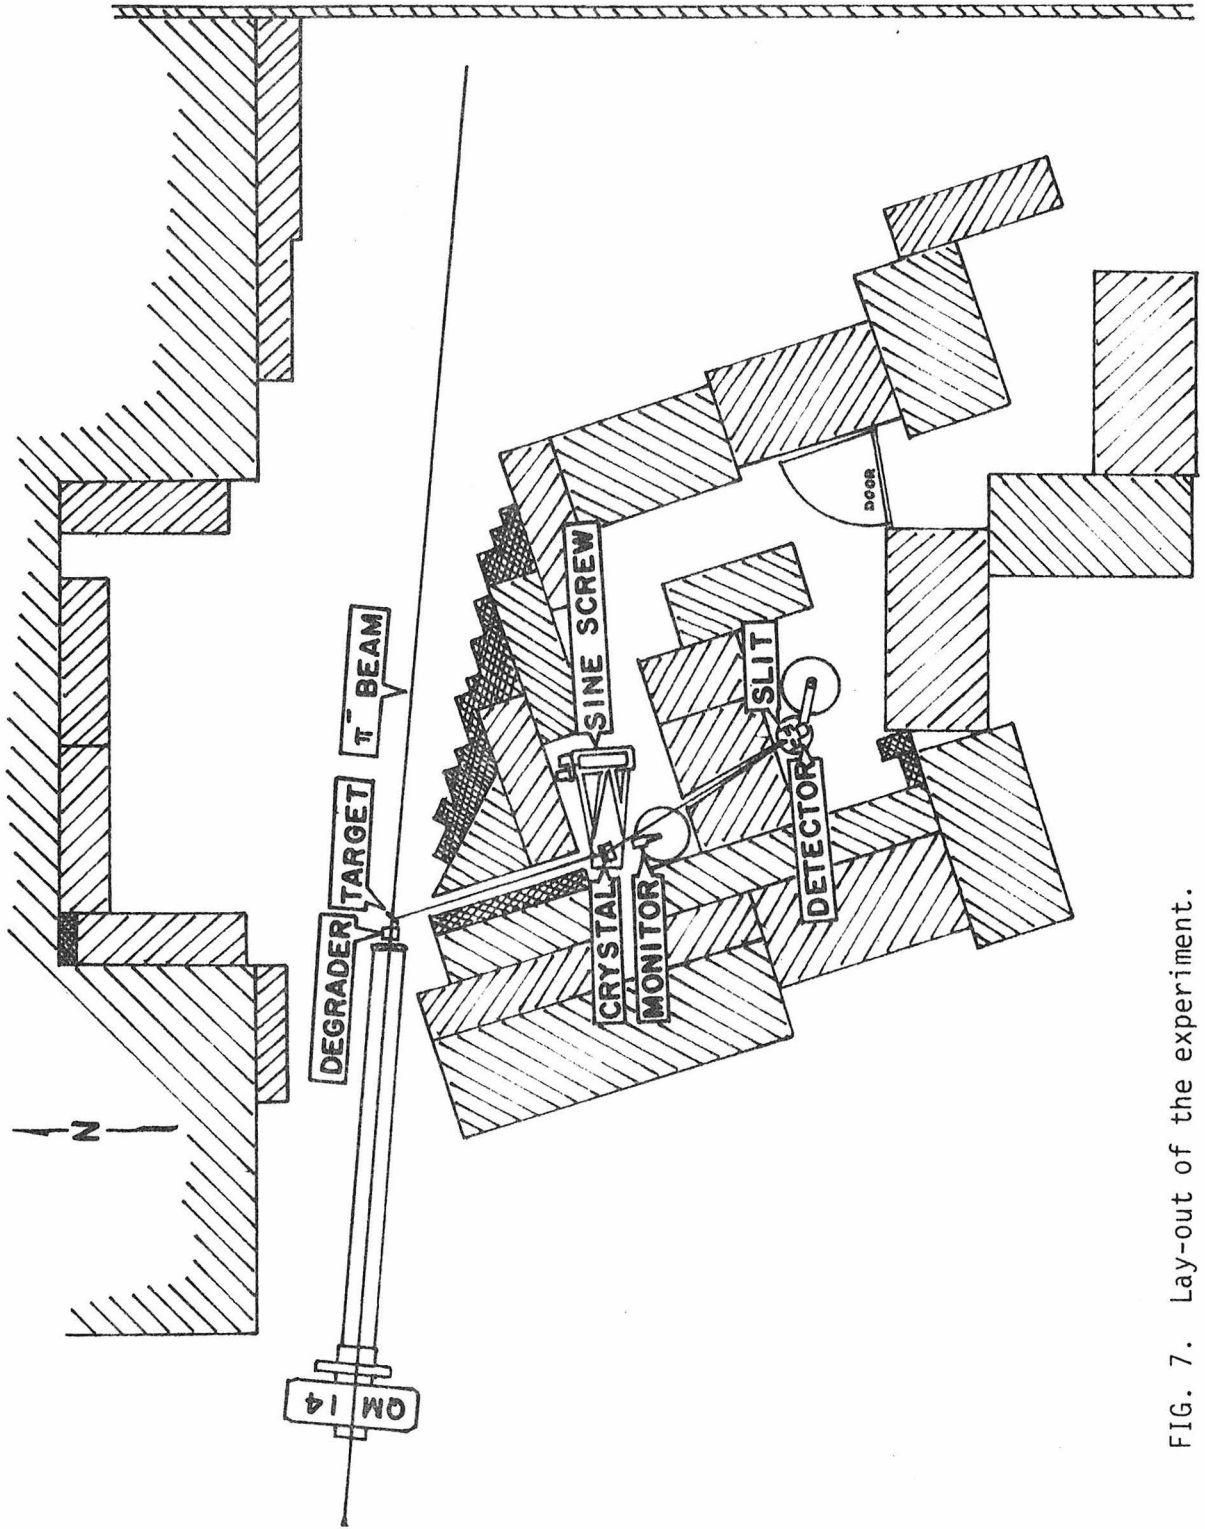 N
QM 14
DEGRADER
TARGET
π⁻ BEAM
CRYSTAL
MONITOR
SINE SCREW
DETECTOR
SLIT
DOOR
FIG. 7. Lay-out of the experiment.